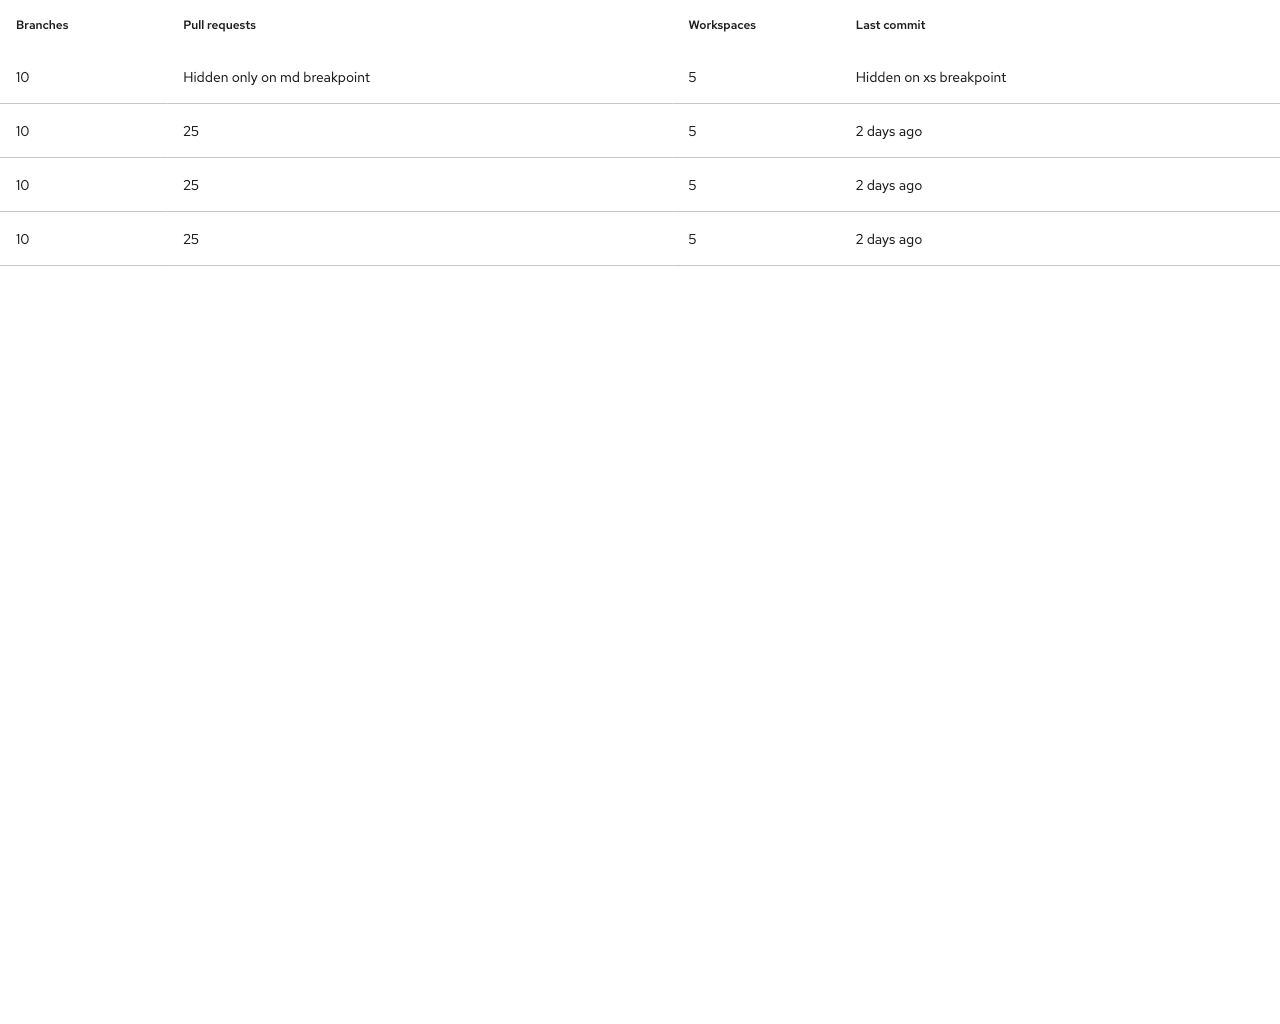 Branches Pull requests Workspaces Last commit
10 Hidden only on md breakpoint 5 Hidden on xs breakpoint
10 25 5 2 days ago
10 25 5 2 days ago
10 25 5 2 days ago